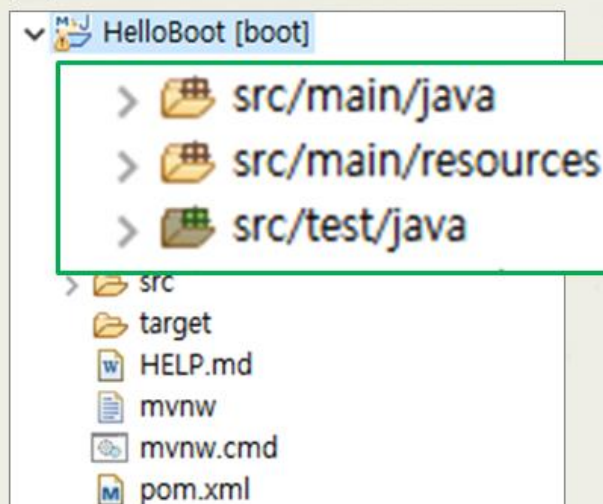 HelloBoot [boot]
src/main/java
src/main/resources
src/test/java
src
target
HELP.md
mvnw
mvnw.cmd
pom.xml